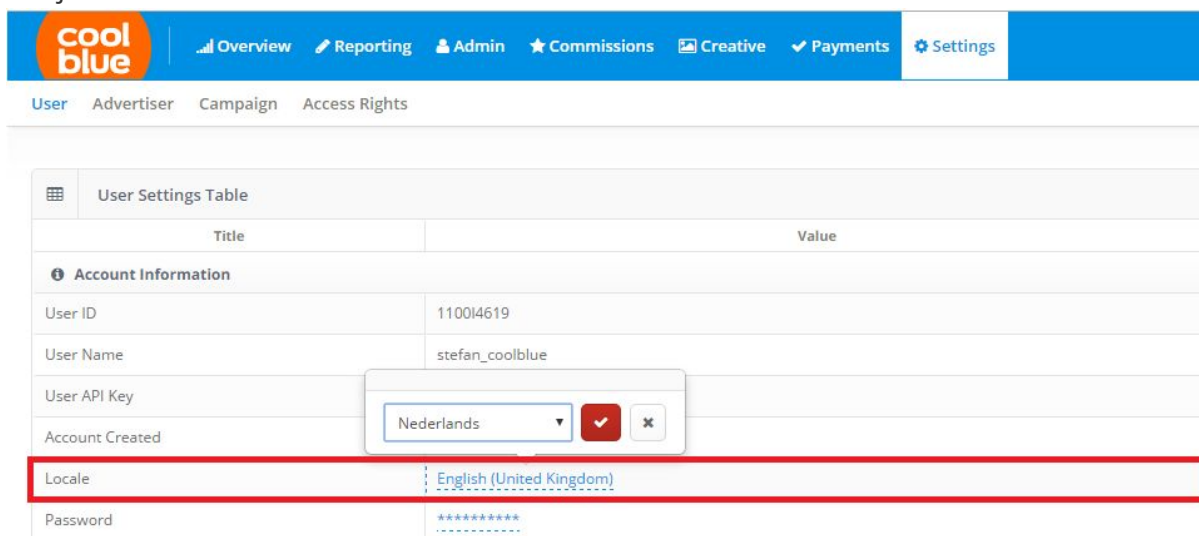 cool
blue
Overview Reporting Admin Commissions Creative Payments Settings
User Advertiser Campaign Access Rights
User Settings Table
Title Value
Account Information
User ID 1100l4619
User Name stefan_coolblue
User API Key
Account Created
Nederlands
Locale English (United Kingdom)
Password **********